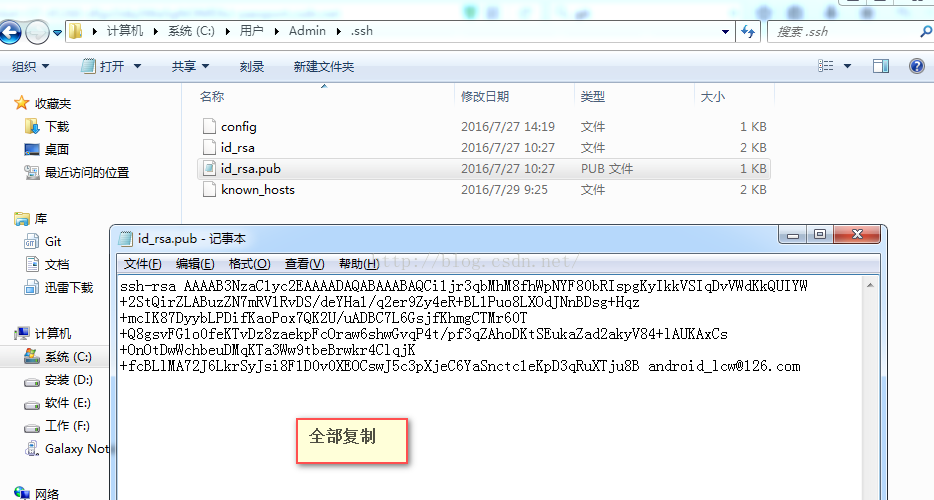 计算机 系统 (C:) 用户 Admin .ssh
搜索 .ssh
组织 打开 共享 刻录 新建文件夹
名称 修改日期 类型 大小
收藏夹
下载
桌面
最近访问的位置
库
Git
文档
迅雷下载
计算机
系统 (C:)
安装 (D:)
软件 (E:)
工作 (F:)
Galaxy Not
网络
config 2016/7/27 14:19 文件 1 KB
id_rsa 2016/7/27 10:27 文件 2 KB
id_rsa.pub 2016/7/27 10:27 PUB 文件 1 KB
known_hosts 2016/7/29 9:25 文件 2 KB
id_rsa.pub - 记事本
文件(F) 编辑(E) 格式(O) 查看(V) 帮助(H)
http://blog.csdn.net/
ssh-rsa AAAAB3NzaC1yc2EAAAADAQABAAABAQCi1jr3qbMhM8fhWpNYF8ObRIspgKyIkkVSIqDvVWdKkQUIYW
+2StQirZLABuzZN7mRV1RvDS/deYHa1/q2er9Zy4eR+BL1Puo8LXOdJNnBDsg+Hqz
+mcIK87DyybLPDifKaoPox7QK2U/uADBC7L6GsjfKhmgCTMr6OT
+Q8gsvFGlo0feKTvDz8zaekpFcOraw6shwGvqP4t/pf3qZAhoDKtSEukaZad2akyV84+lAUKAxCs
+OnOtDwWchbeuDMqKTa3Ww9tbeBrwkr4ClqjK
+fcBLlMA72J6LkrSyJsi8F1D0v0XEOCswJ5c3pXjeC6YaSnctc1eKpD3qRuXTju8B android_lcw@126.com
全部复制